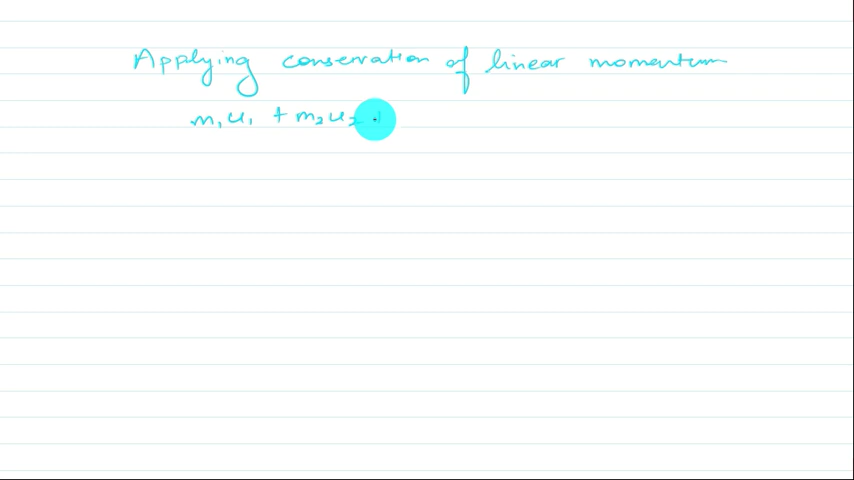 Applying conservation of linear momentum
m₁u₁ + m₂u₂